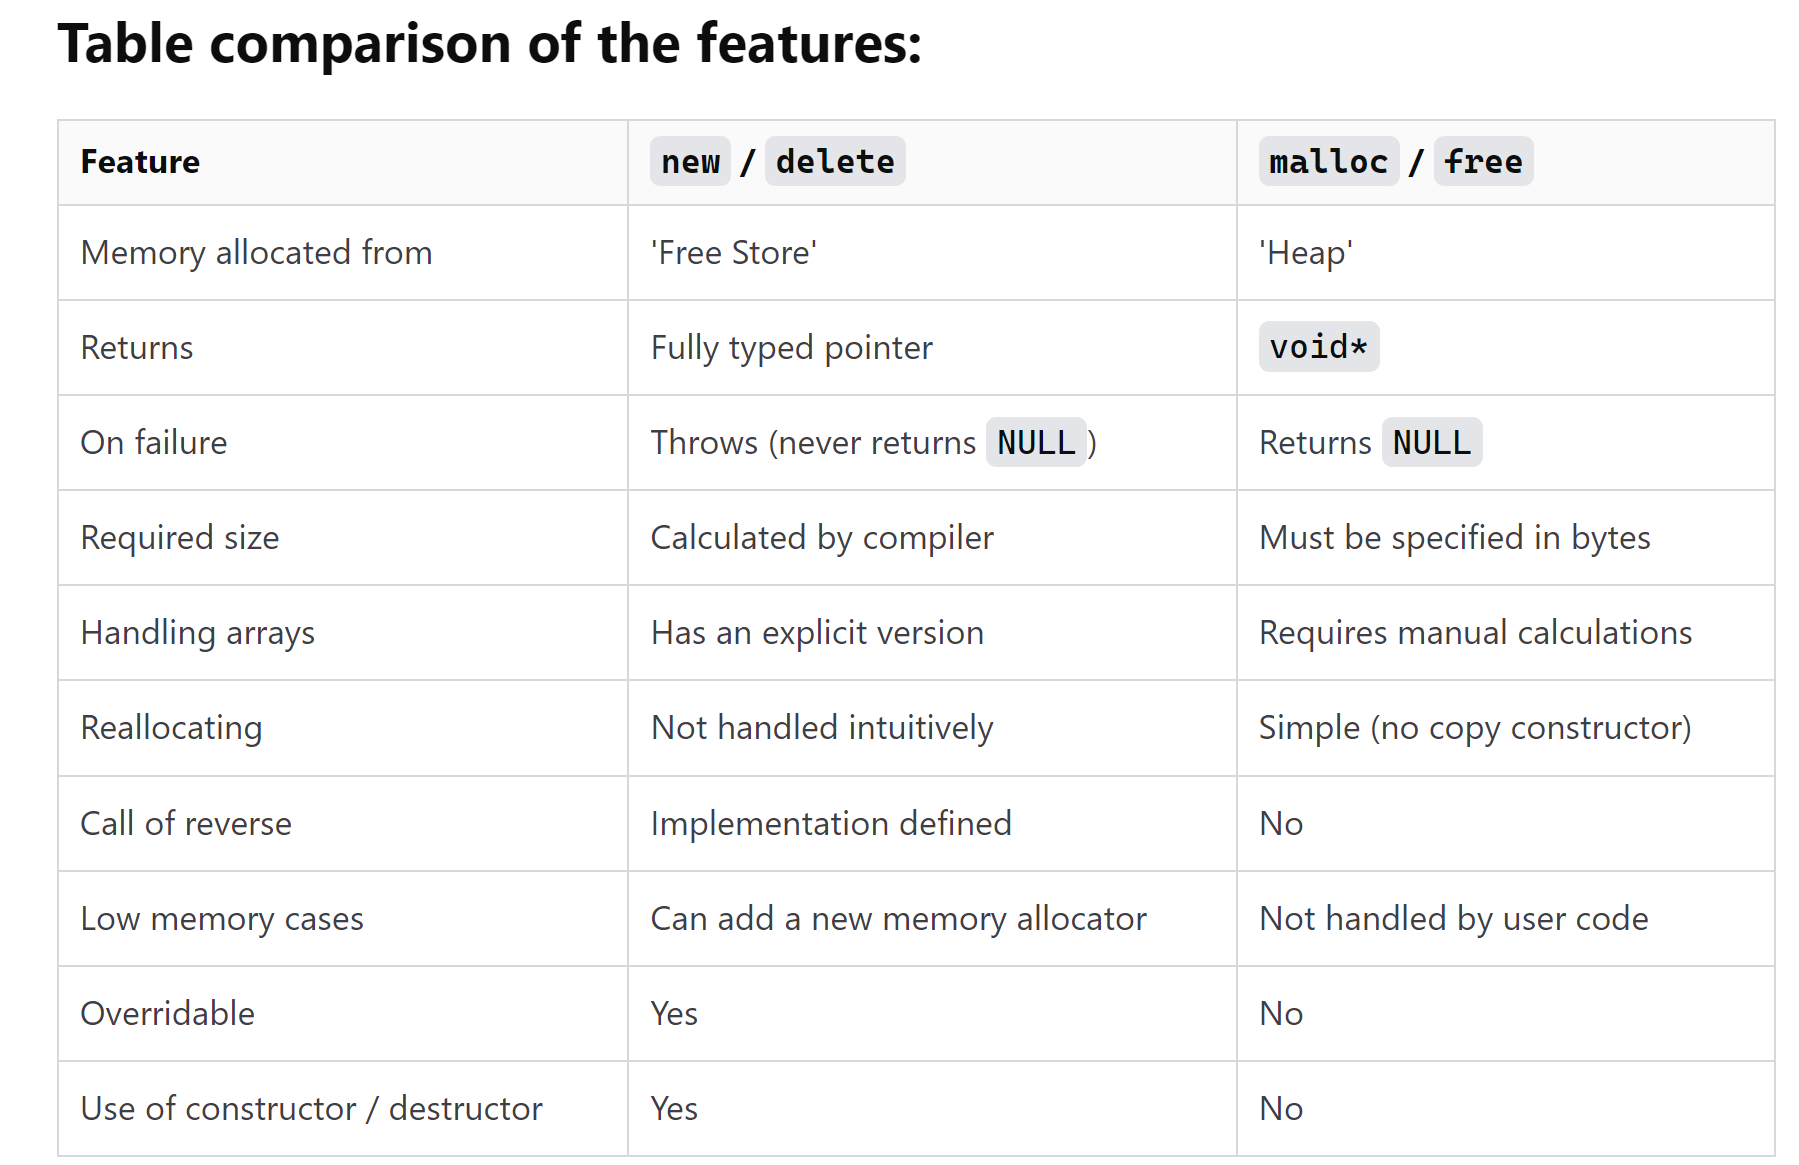 Table comparison of the features:
Feature new / delete malloc / free
Memory allocated from 'Free Store' 'Heap'
Returns Fully typed pointer void*
On failure Throws (never returns NULL) Returns NULL
Required size Calculated by compiler Must be specified in bytes
Handling arrays Has an explicit version Requires manual calculations
Reallocating Not handled intuitively Simple (no copy constructor)
Call of reverse Implementation defined No
Low memory cases Can add a new memory allocator Not handled by user code
Overridable Yes No
Use of constructor / destructor Yes No